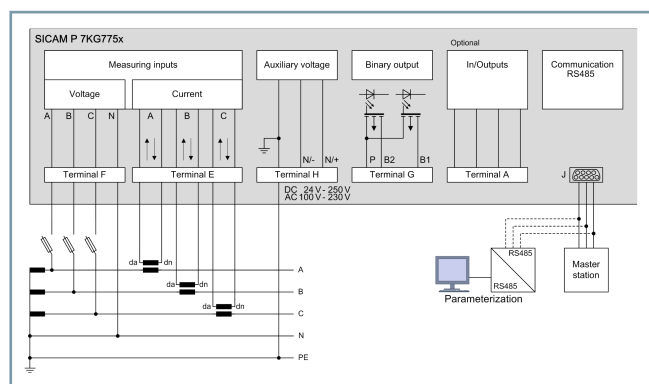 SICAM P 7KG775x
Optional
Measuring inputs
Auxiliary voltage
Binary output
In/Outputs
Communication
RS485
Voltage
Current
A B C N
A B C
N/- N/+
P B2 B1
Terminal F
Terminal E
Terminal H
Terminal G
Terminal A
J
DC 24 V - 250 V
AC 100 V - 230 V
da dn
A
da dn
B
da dn
C
N
PE
RS485
RS485
Parameterization
Master
station